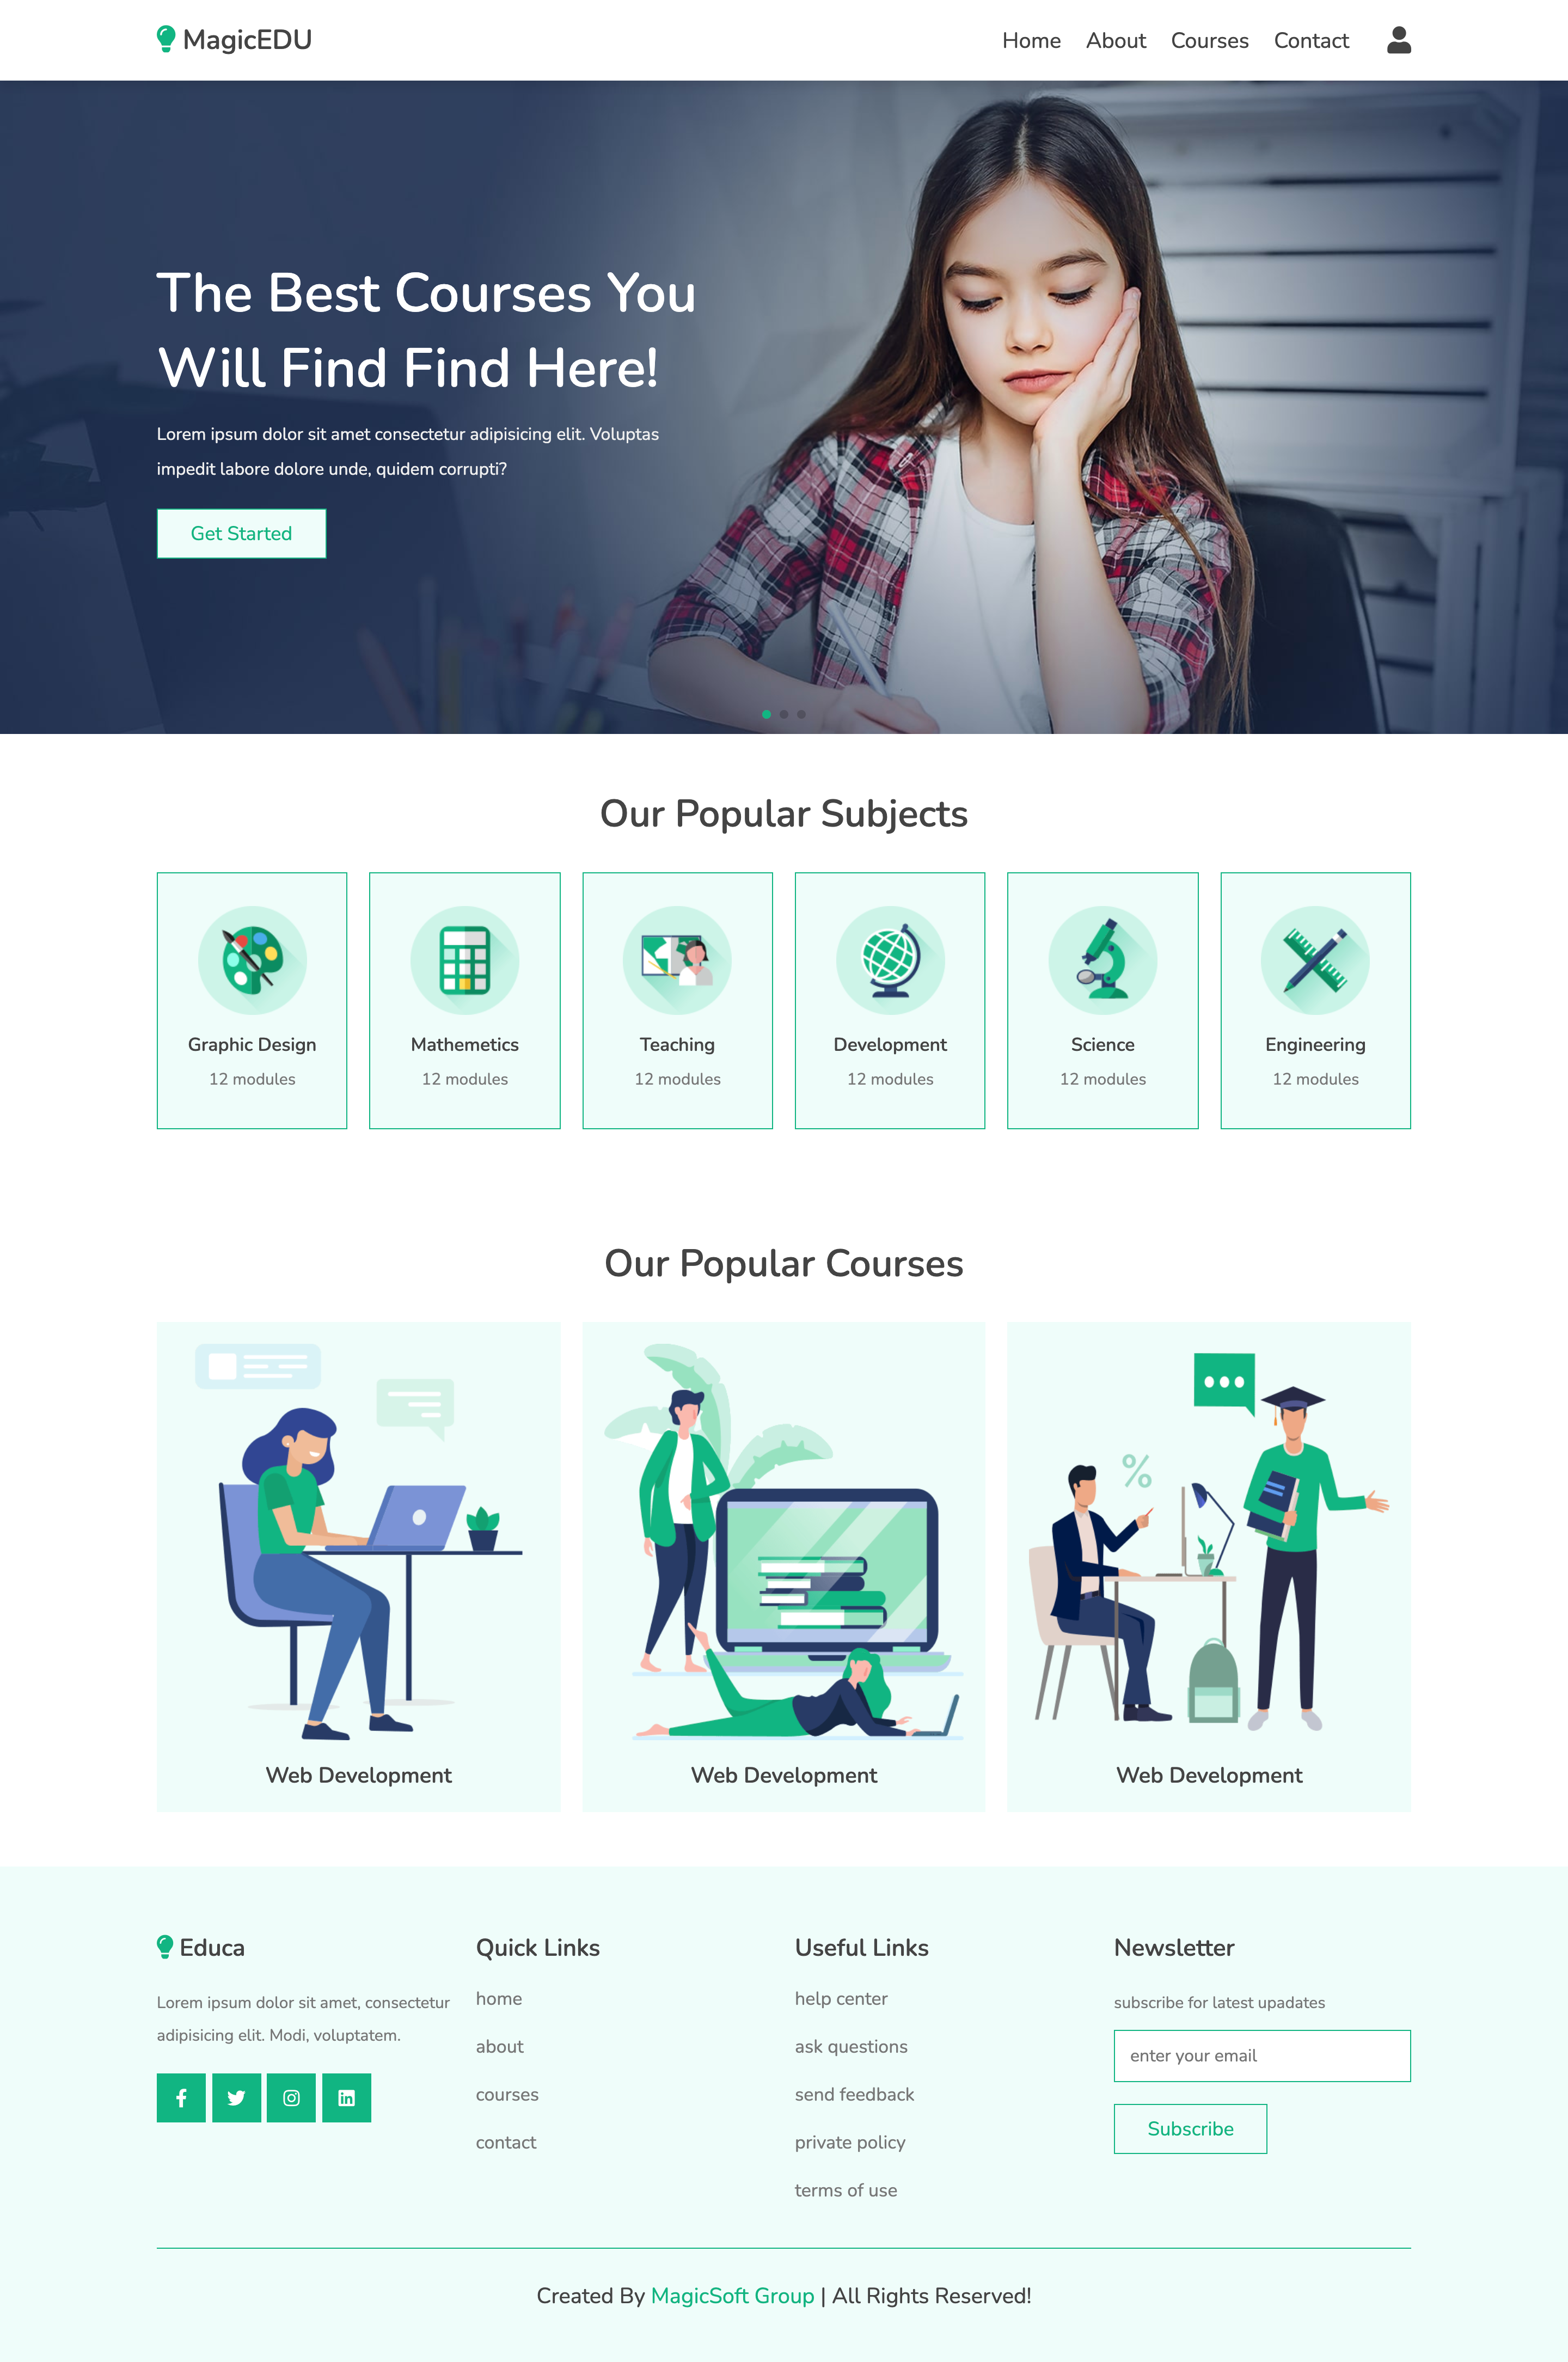 MagicEDU
Home About Courses Contact
The Best Courses You
Will Find Find Here!
Lorem ipsum dolor sit amet consectetur adipisicing elit. Voluptas
impedit labore dolore unde, quidem corrupti?
Get Started
Our Popular Subjects
Graphic Design
12 modules
Mathemetics
12 modules
Teaching
12 modules
Development
12 modules
Science
12 modules
Engineering
12 modules
Our Popular Courses
%
Web Development
Web Development
Web Development
Educa
Lorem ipsum dolor sit amet, consectetur
adipisicing elit. Modi, voluptatem.
Quick Links
home
about
courses
contact
Useful Links
help center
ask questions
send feedback
private policy
terms of use
Newsletter
subscribe for latest upadates
enter your email
Subscribe
Created By MagicSoft Group | All Rights Reserved!